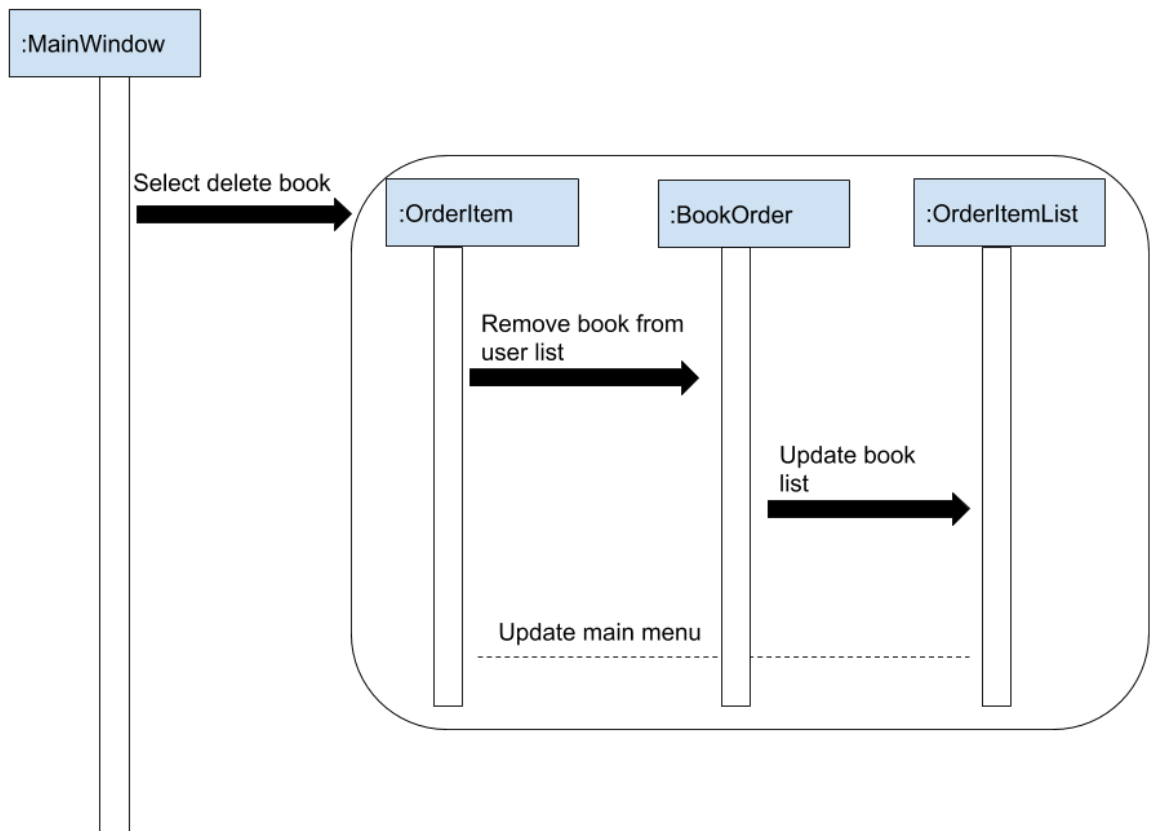 :MainWindow
Select delete book
:OrderItem
:BookOrder
:OrderItemList
Remove book from
user list
Update book
list
Update main menu